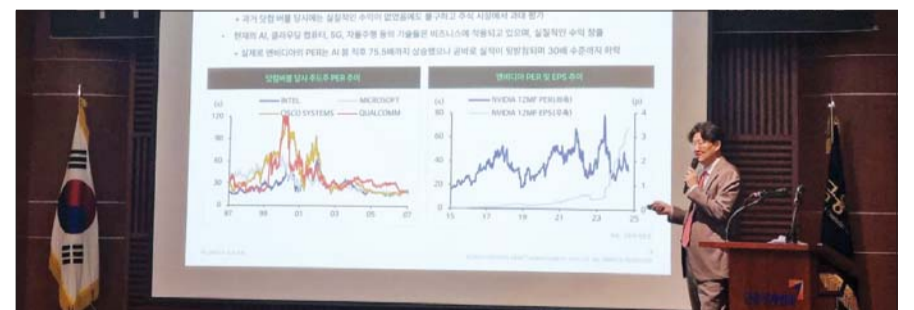 • 과거 닷컴버블 당시에는 실질적인 수익이 없었음에도 불구하고 주식 시장에서 과대 평가
• 현재의 AI, 클라우딩 컴퓨터, 5G, 자율주행 등의 기술들은 비즈니스에 적용되고 있으며, 실질적인 수익 창출
• 실제로 엔비디아의 PER는 AI 붐 직후 75.5배까지 상승했으나 곧바로 실적이 뒷받침되며 30배 수준까지 하락
닷컴버블 당시 주도주 PER 추이
(x)
INTEL
MICROSOFT
CISCO SYSTEMS
QUALCOMM
120
90
60
30
0
97 99 01 03 05 07
엔비디아 PER 및 EPS 추이
(x)
NVIDIA 12MF PER(좌축)
NVIDIA 12MF EPS(우축)
80
60
40
20
0
4
3
2
1
0
15 17 19 21 23 25